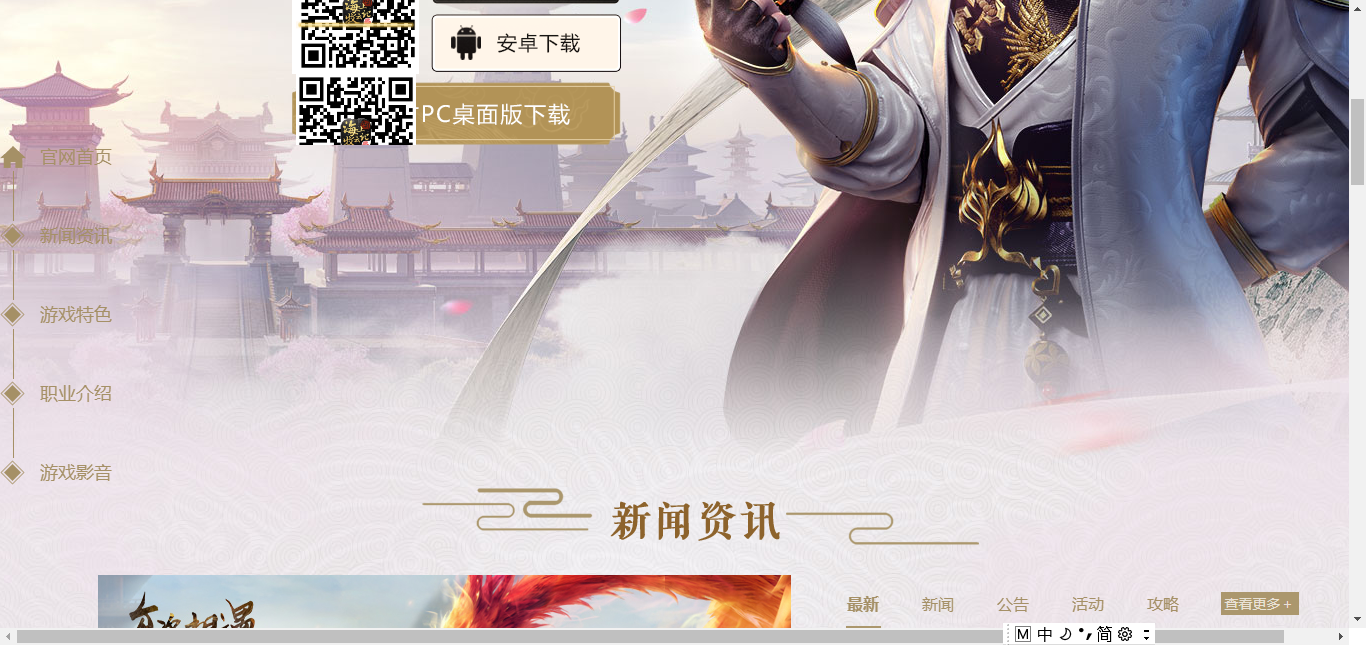 安卓下载
PC桌面版下载
官网首页
新闻资讯
游戏特色
职业介绍
游戏影音
新闻资讯
最新 新闻 公告 活动 攻略 查看更多 +
M 中 简